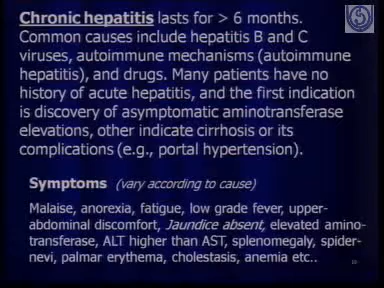 Chronic hepatitis lasts for > 6 months.
Common causes include hepatitis B and C
viruses, autoimmune mechanisms (autoimmune
hepatitis), and drugs. Many patients have no
history of acute hepatitis, and the first indication
is discovery of asymptomatic aminotransferase
elevations, other indicate cirrhosis or its
complications (e.g., portal hypertension).
Symptoms (vary according to cause)
Malaise, anorexia, fatigue, low grade fever, upper-
abdominal discomfort, Jaundice absent, elevated amino-
transferase, ALT higher than AST, splenomegaly, spider-
nevi, palmar erythema, cholestasis, anemia etc..